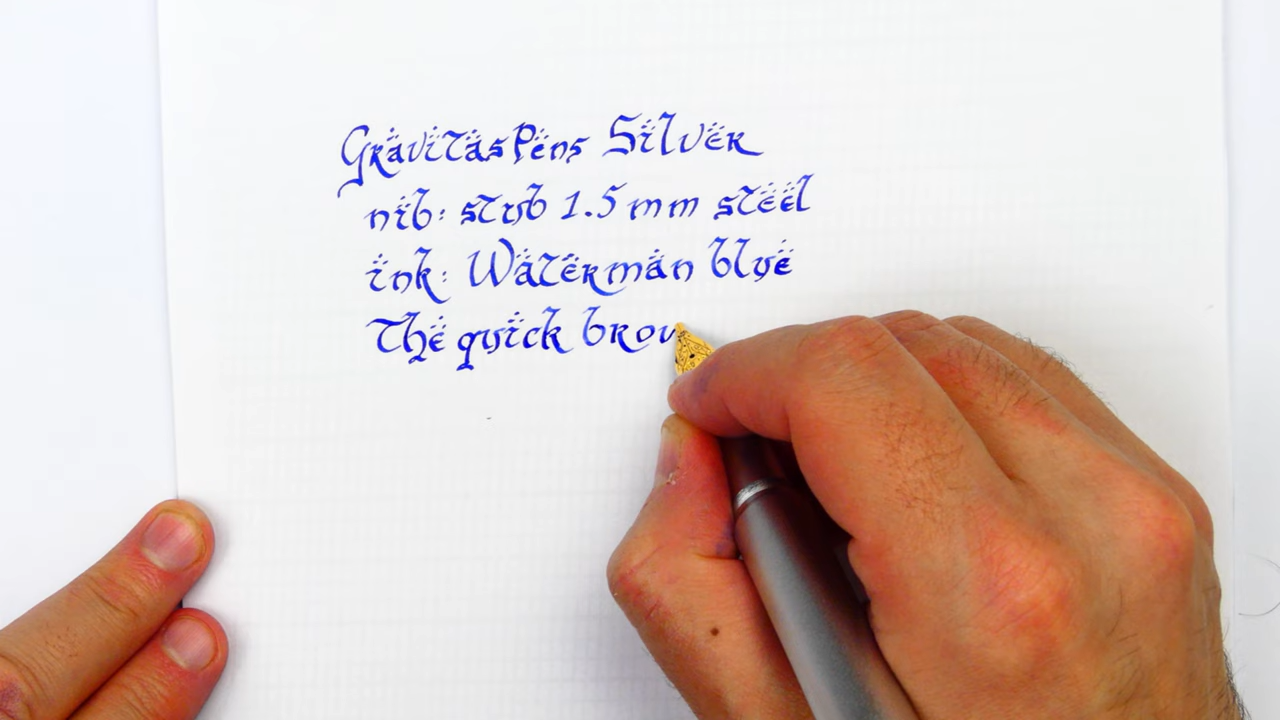 Gravitas Pens Silver
nib: stub 1.5 mm steel
ink: Waterman blue
The quick brow